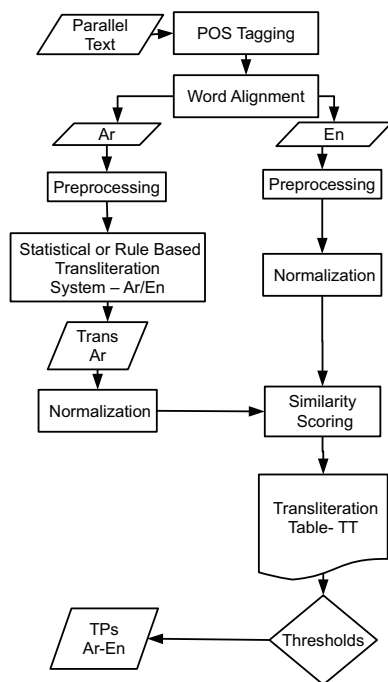 Parallel
Text
POS Tagging
Word Alignment
Ar
En
Preprocessing
Preprocessing
Statistical or Rule Based
Transliteration
System – Ar/En
Normalization
Trans
Ar
Normalization
Similarity
Scoring
Transliteration
Table- TT
Thresholds
TPs
Ar-En